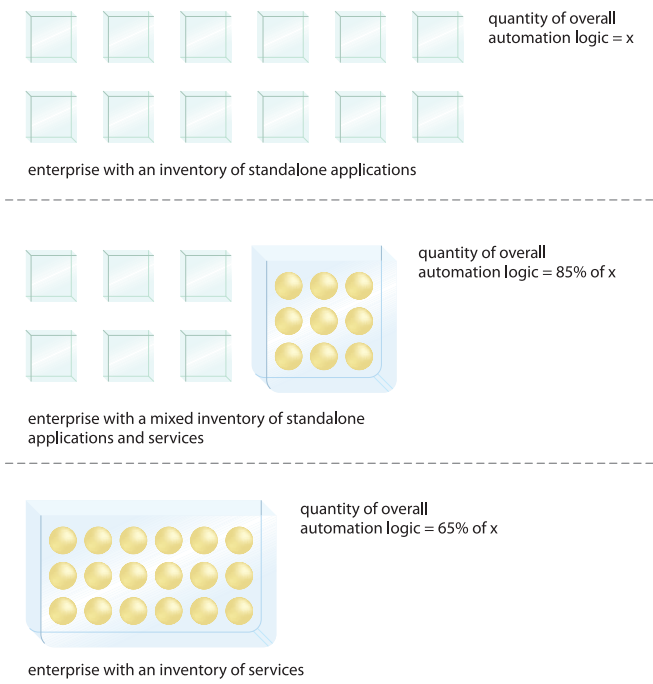 quantity of overall
automation logic = x
enterprise with an inventory of standalone applications
quantity of overall
automation logic = 85% of x
enterprise with a mixed inventory of standalone
applications and services
quantity of overall
automation logic = 65% of x
enterprise with an inventory of services